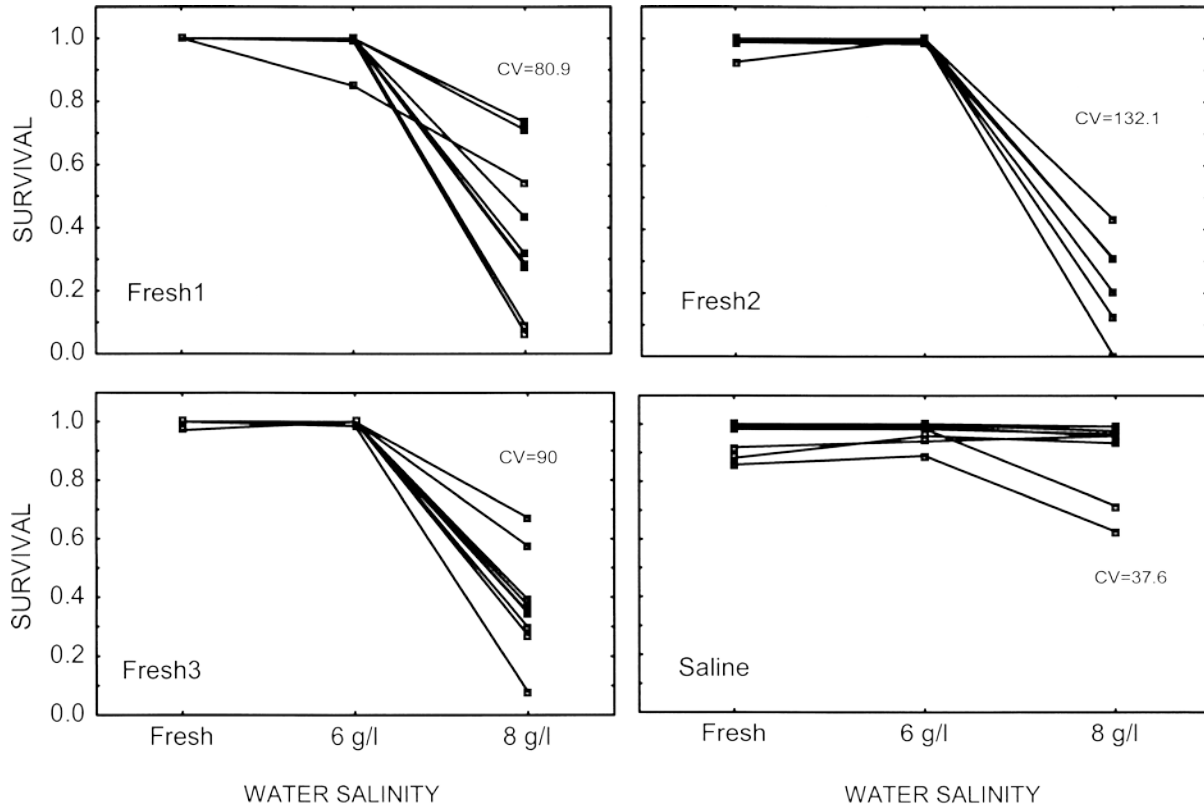 1.0
0.8
0.6
0.4
0.2
0.0
SURVIVAL
CV=80.9
Fresh1
CV=132.1
Fresh2
1.0
0.8
0.6
0.4
0.2
0.0
SURVIVAL
CV=90
Fresh3
CV=37.6
Saline
Fresh 6 g/l 8 g/l
Fresh 6 g/l 8 g/l
WATER SALINITY
WATER SALINITY